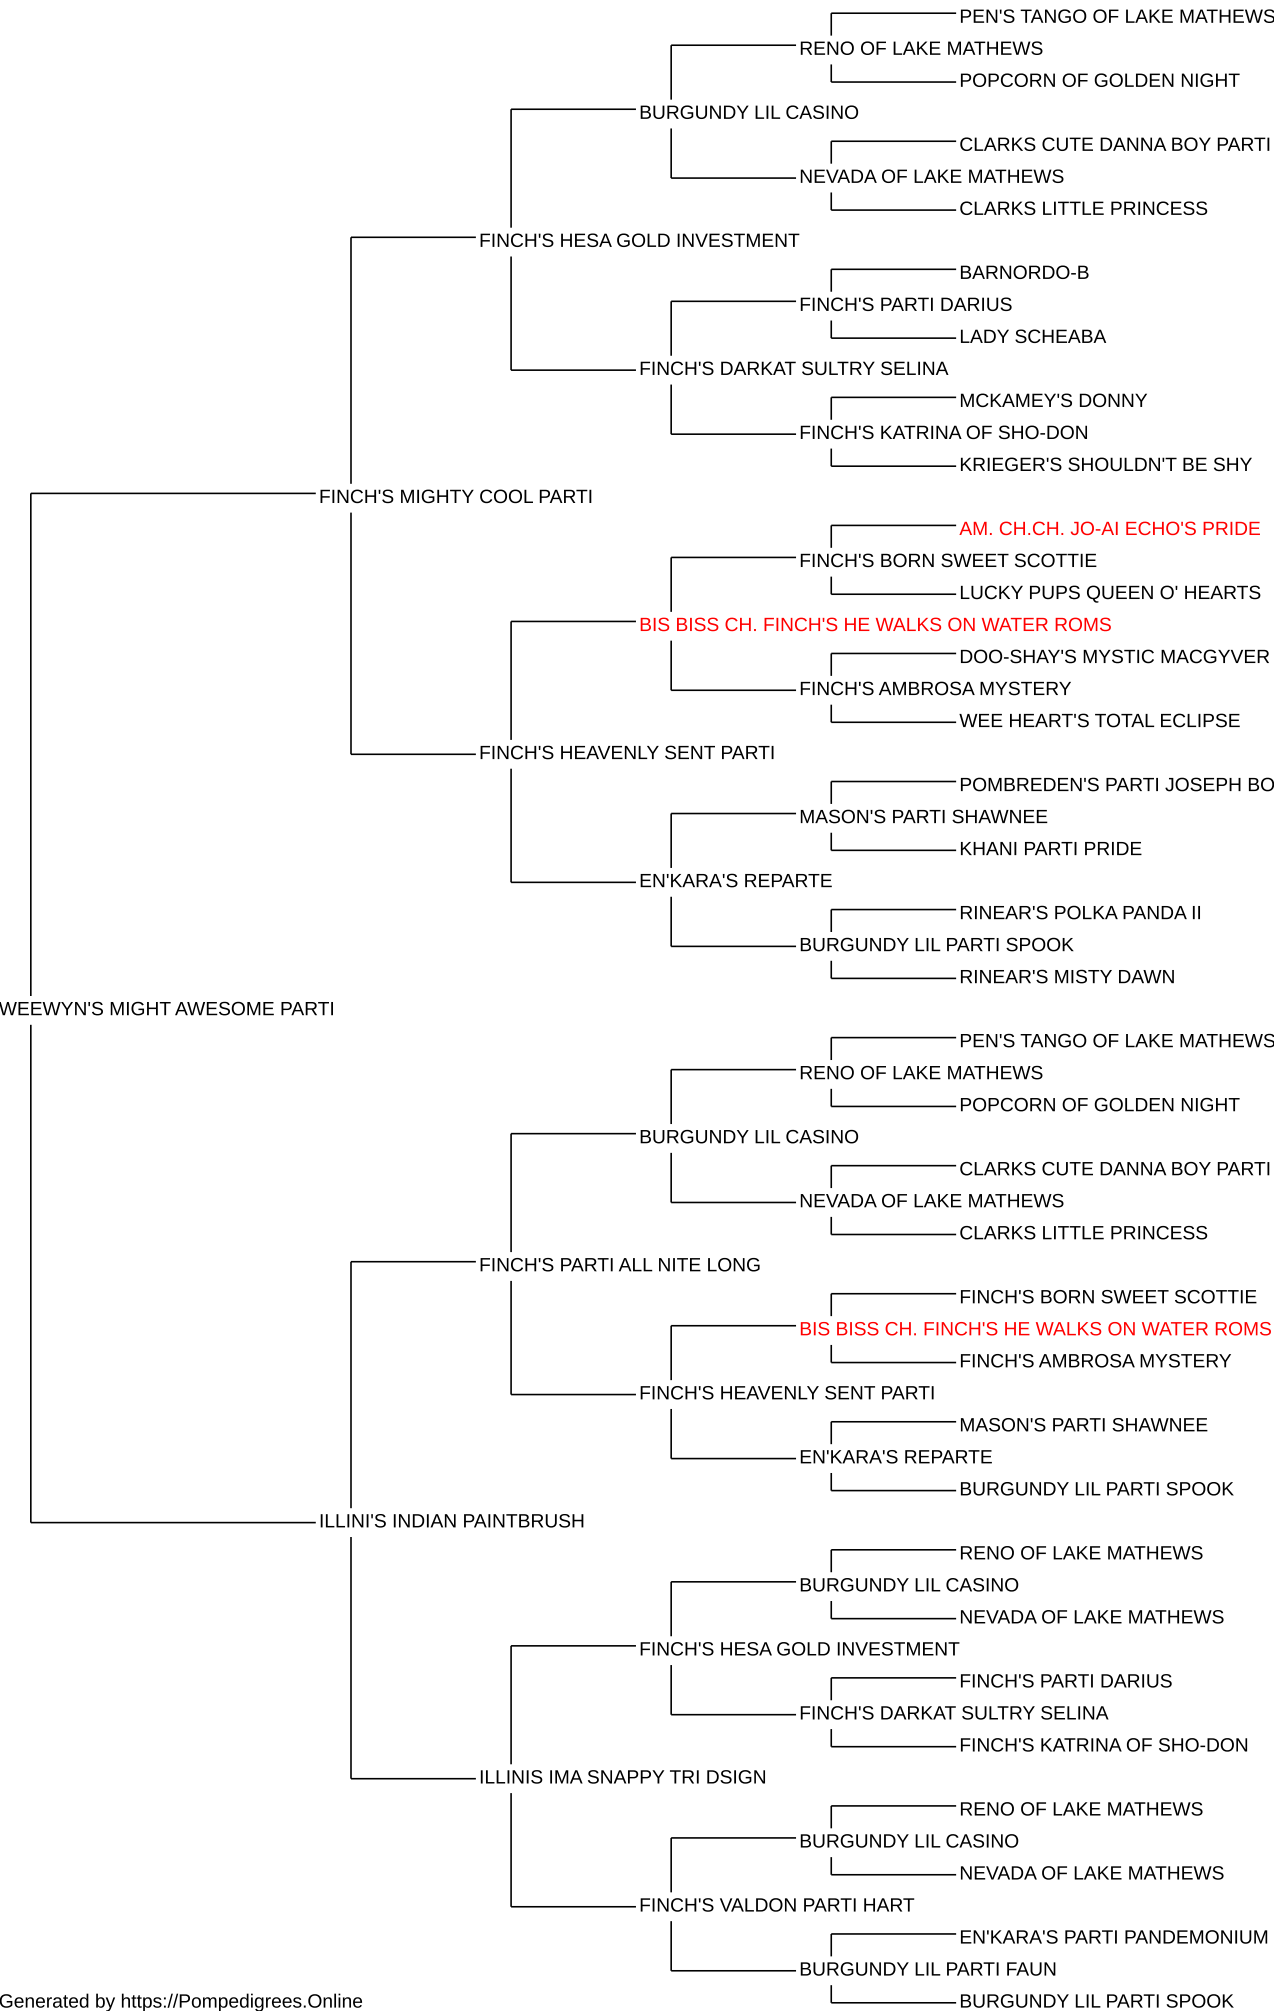 PEN'S TANGO OF LAKE MATHEWS
RENO OF LAKE MATHEWS
POPCORN OF GOLDEN NIGHT
BURGUNDY LIL CASINO
CLARKS CUTE DANNA BOY PARTI
NEVADA OF LAKE MATHEWS
CLARKS LITTLE PRINCESS
FINCH'S HESA GOLD INVESTMENT
BARNORDO-B
FINCH'S PARTI DARIUS
LADY SCHEABA
FINCH'S DARKAT SULTRY SELINA
MCKAMEY'S DONNY
FINCH'S KATRINA OF SHO-DON
KRIEGER'S SHOULDN'T BE SHY
FINCH'S MIGHTY COOL PARTI
AM. CH.CH. JO-AI ECHO'S PRIDE
FINCH'S BORN SWEET SCOTTIE
LUCKY PUPS QUEEN O' HEARTS
BIS BISS CH. FINCH'S HE WALKS ON WATER ROMS
DOO-SHAY'S MYSTIC MACGYVER
FINCH'S AMBROSA MYSTERY
WEE HEART'S TOTAL ECLIPSE
FINCH'S HEAVENLY SENT PARTI
POMBREDEN'S PARTI JOSEPH BO
MASON'S PARTI SHAWNEE
KHANI PARTI PRIDE
EN'KARA'S REPARTE
RINEAR'S POLKA PANDA II
BURGUNDY LIL PARTI SPOOK
RINEAR'S MISTY DAWN
WEEWYN'S MIGHT AWESOME PARTI
PEN'S TANGO OF LAKE MATHEWS
RENO OF LAKE MATHEWS
POPCORN OF GOLDEN NIGHT
BURGUNDY LIL CASINO
CLARKS CUTE DANNA BOY PARTI
NEVADA OF LAKE MATHEWS
CLARKS LITTLE PRINCESS
FINCH'S PARTI ALL NITE LONG
FINCH'S BORN SWEET SCOTTIE
BIS BISS CH. FINCH'S HE WALKS ON WATER ROMS
FINCH'S AMBROSA MYSTERY
FINCH'S HEAVENLY SENT PARTI
MASON'S PARTI SHAWNEE
EN'KARA'S REPARTE
BURGUNDY LIL PARTI SPOOK
ILLINI'S INDIAN PAINTBRUSH
RENO OF LAKE MATHEWS
BURGUNDY LIL CASINO
NEVADA OF LAKE MATHEWS
FINCH'S HESA GOLD INVESTMENT
FINCH'S PARTI DARIUS
FINCH'S DARKAT SULTRY SELINA
FINCH'S KATRINA OF SHO-DON
ILLINIS IMA SNAPPY TRI DSIGN
RENO OF LAKE MATHEWS
BURGUNDY LIL CASINO
NEVADA OF LAKE MATHEWS
FINCH'S VALDON PARTI HART
EN'KARA'S PARTI PANDEMONIUM
BURGUNDY LIL PARTI FAUN
BURGUNDY LIL PARTI SPOOK
Generated by https://Pompedigrees.Online